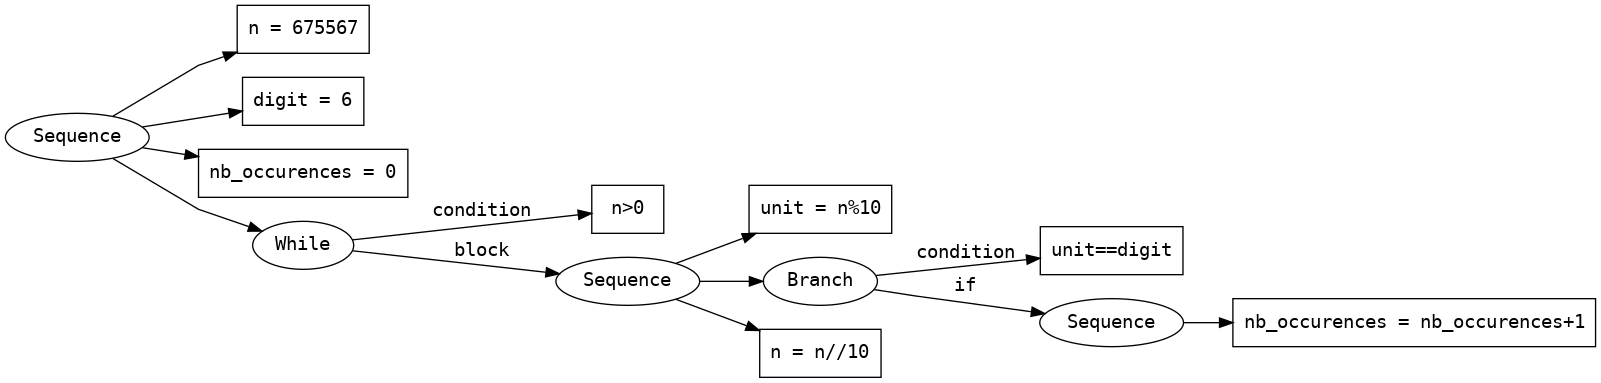 n = 675567
digit = 6
Sequence
nb_occurences = 0
While
condition
n>0
block
Sequence
unit = n%10
Branch
condition
unit==digit
if
Sequence
nb_occurences = nb_occurences+1
n = n//10